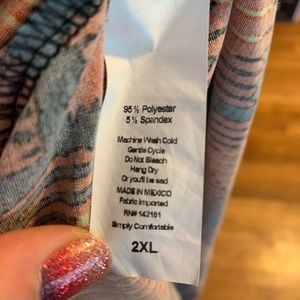 95% Polyester
5% Spandex
Machine Wash Cold
Gentle Cycle
Do Not Bleach
Hang Dry
Or you'll be sad
MADE IN MEXICO
Fabric Imported
RN# 142161
Simply Comfortable
2XL